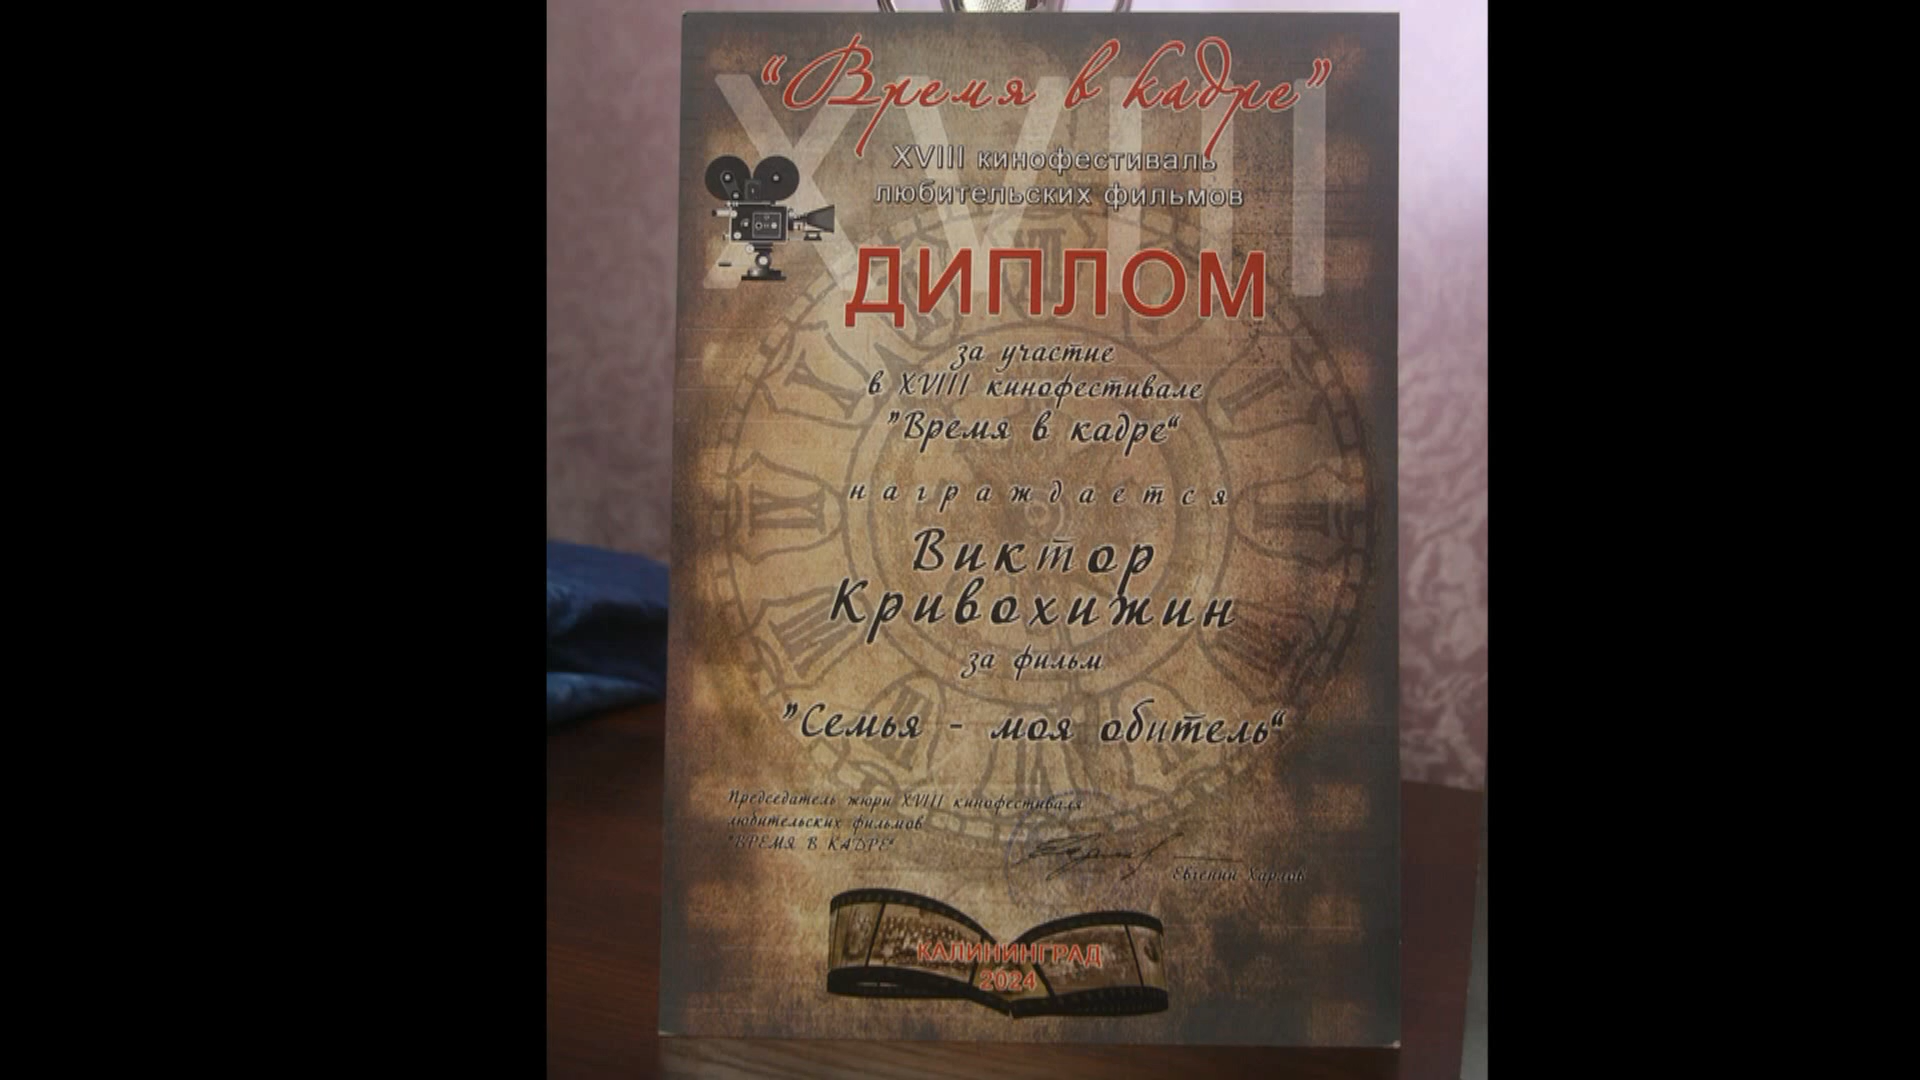 "Время в кадре"
XVIII кинофестиваль
любительских фильмов
ДИПЛОМ
за участие
в XVIII кинофестивале
"Время в кадре"
награждается
Виктор
Кривохижин
за фильм
"Семья - моя обитель"
Председатель жюри XVIII кинофестиваля
любительских фильмов
"ВРЕМЯ В КАДРЕ"
Евгений Харлов
КАЛИНИНГРАД
2024